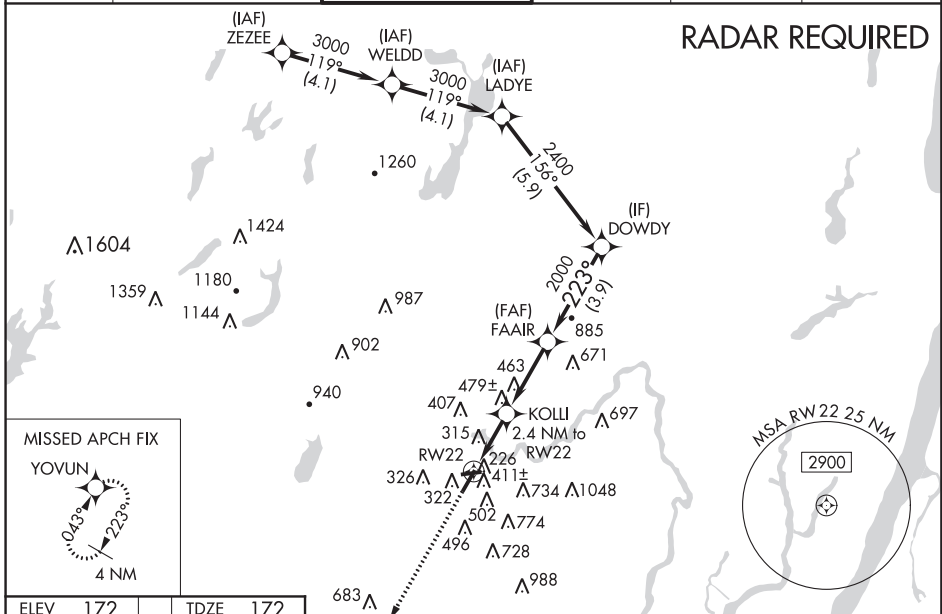 RADAR REQUIRED
(IAF)
ZEZEE
3000
119°
(4.1)
(IAF)
WELDD
3000
119°
(4.1)
(IAF)
LADYE
2400
156°
(5.9)
(IF)
DOWDY
1260
1424
1604
1180
1359
1144
987
902
940
2000
223°
(3.9)
(FAF)
FAAIR
885
671
463
479±
407
KOLLI
2.4 NM to
RW22
697
315
RW22
226
326
322
411±
734
1048
502
774
496
728
988
683
MISSED APCH FIX
YOVUN
043°
223°
4 NM
MSA RW 22 25 NM
2900
ELEV 172
TDZE 172